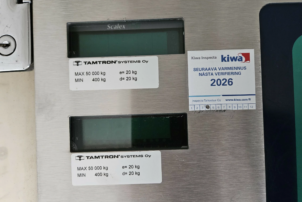 Scalex
TAMTRON SYSTEMS Oy
MAX 50 000 kg e= 20 kg
MIN 400 kg d= 20 kg
kiwa
SEURAAVA VARMENNUS
NÄSTA VERIFIERING
2026
TAMTRON SYSTEMS Oy
MAX 50 000 kg e= 20 kg
MIN 400 kg d= 20 kg